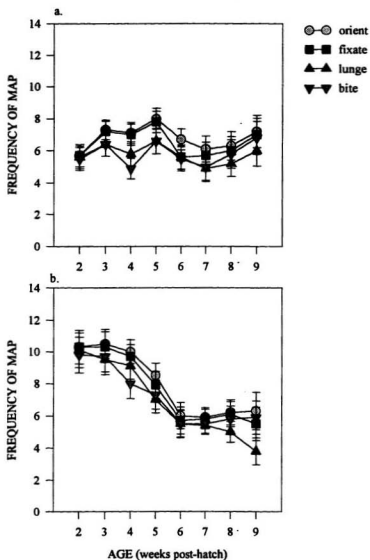 a.
14
12
10
8
6
4
2
0
FREQUENCY OF MAP
2 3 4 5 6 7 8 9
orient
fixate
lunge
bite
b.
14
12
10
8
6
4
2
0
FREQUENCY OF MAP
2 3 4 5 6 7 8 9
AGE (weeks post-hatch)